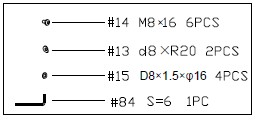 #14 M8×16 6PCS
#13 d8×R20 2PCS
#15 D8×1.5×φ16 4PCS
#84 S=6 1PC